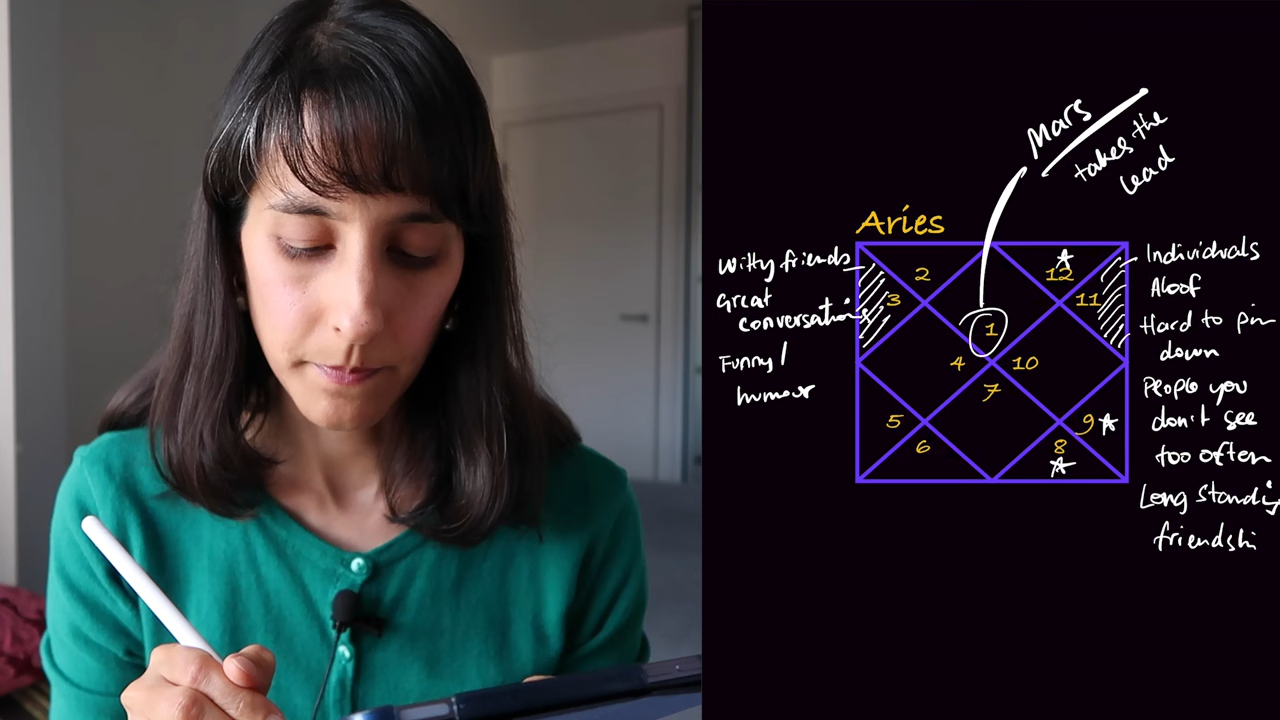 Mars
takes the
lead
Aries
Witty friends
Great
conversations
Funny/
humour
2
12
3
11
1
4
10
7
5
9
6
8
Individuals
Aloof
Hard to pin
down
People you
don't see
too often
Long standing
friendshi